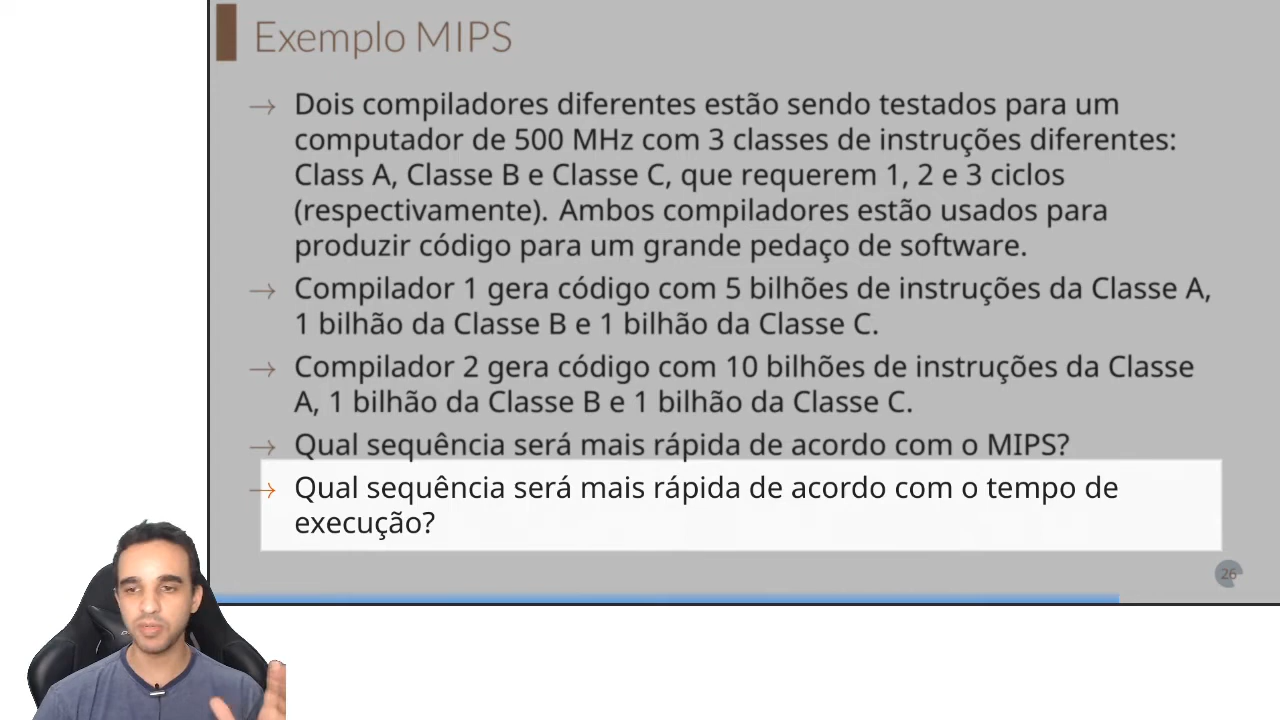 Exemplo MIPS
→ Dois compiladores diferentes estão sendo testados para um
computador de 500 MHz com 3 classes de instruções diferentes:
Class A, Classe B e Classe C, que requerem 1, 2 e 3 ciclos
(respectivamente). Ambos compiladores estão usados para
produzir código para um grande pedaço de software.
→ Compilador 1 gera código com 5 bilhões de instruções da Classe A,
1 bilhão da Classe B e 1 bilhão da Classe C.
→ Compilador 2 gera código com 10 bilhões de instruções da Classe
A, 1 bilhão da Classe B e 1 bilhão da Classe C.
→ Qual sequência será mais rápida de acordo com o MIPS?
→ Qual sequência será mais rápida de acordo com o tempo de
execução?
26